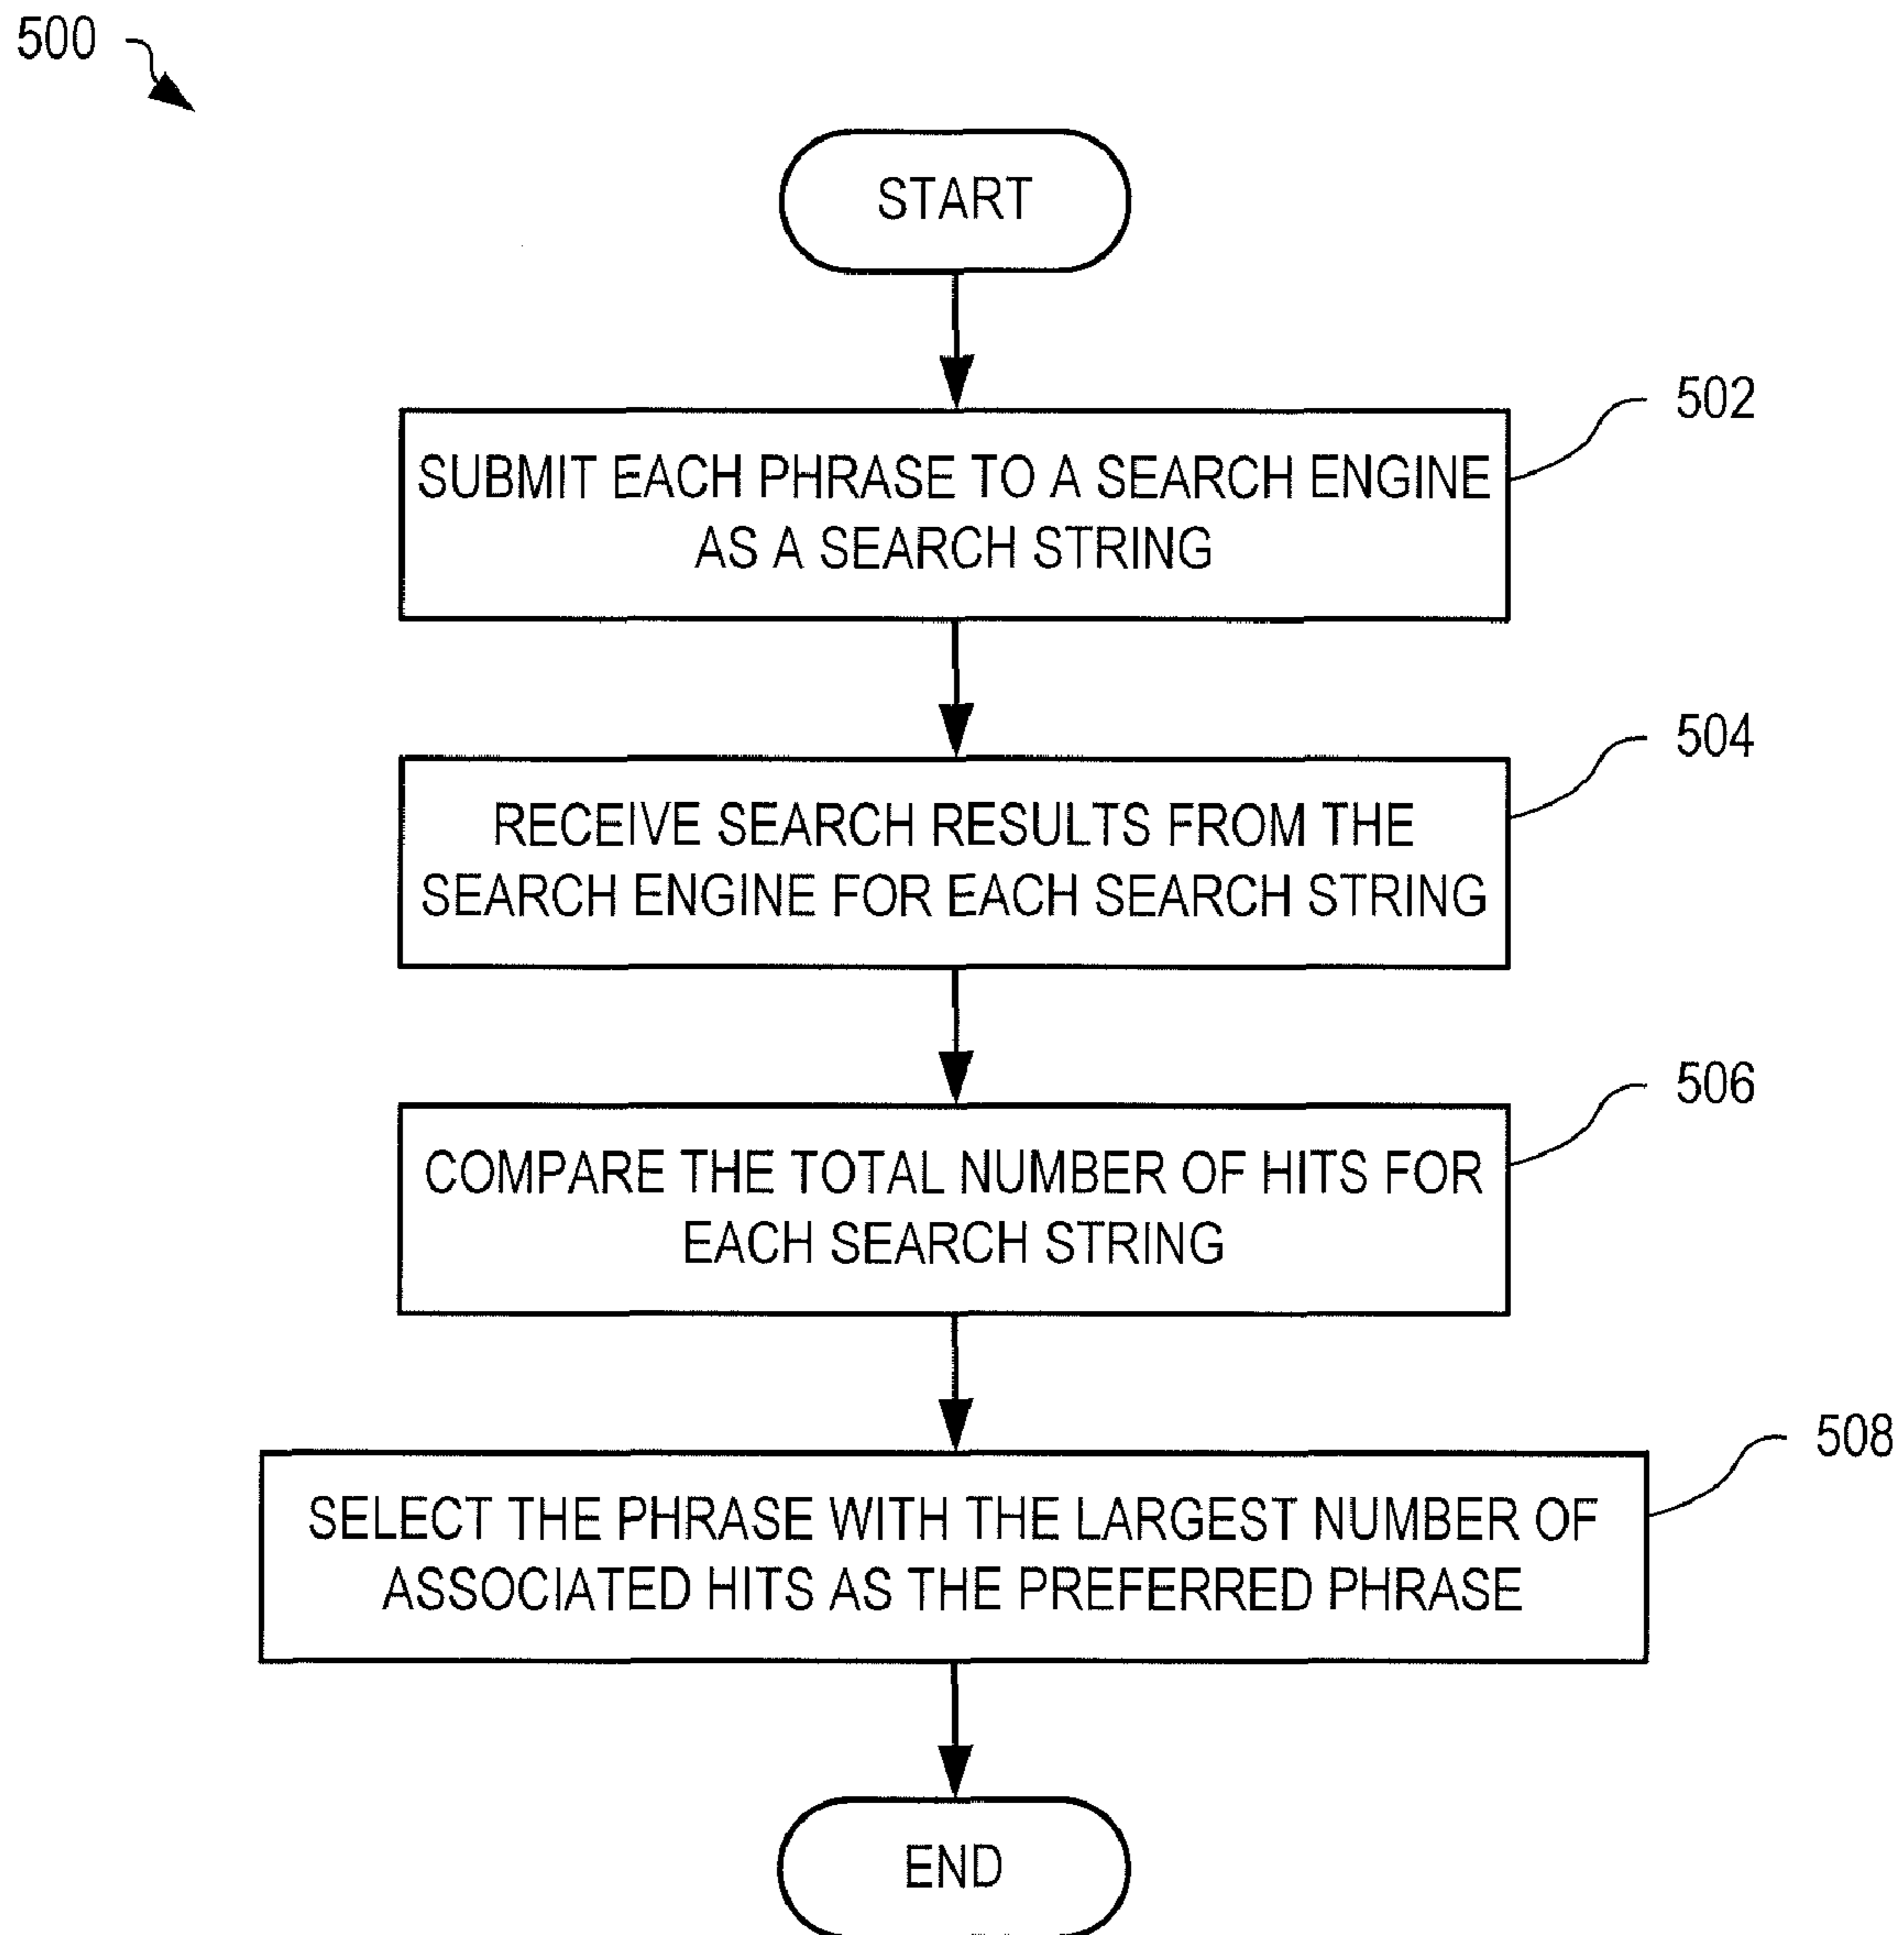 500
START
502
SUBMIT EACH PHRASE TO A SEARCH ENGINE
AS A SEARCH STRING
504
RECEIVE SEARCH RESULTS FROM THE
SEARCH ENGINE FOR EACH SEARCH STRING
506
COMPARE THE TOTAL NUMBER OF HITS FOR
EACH SEARCH STRING
508
SELECT THE PHRASE WITH THE LARGEST NUMBER OF
ASSOCIATED HITS AS THE PREFERRED PHRASE
END